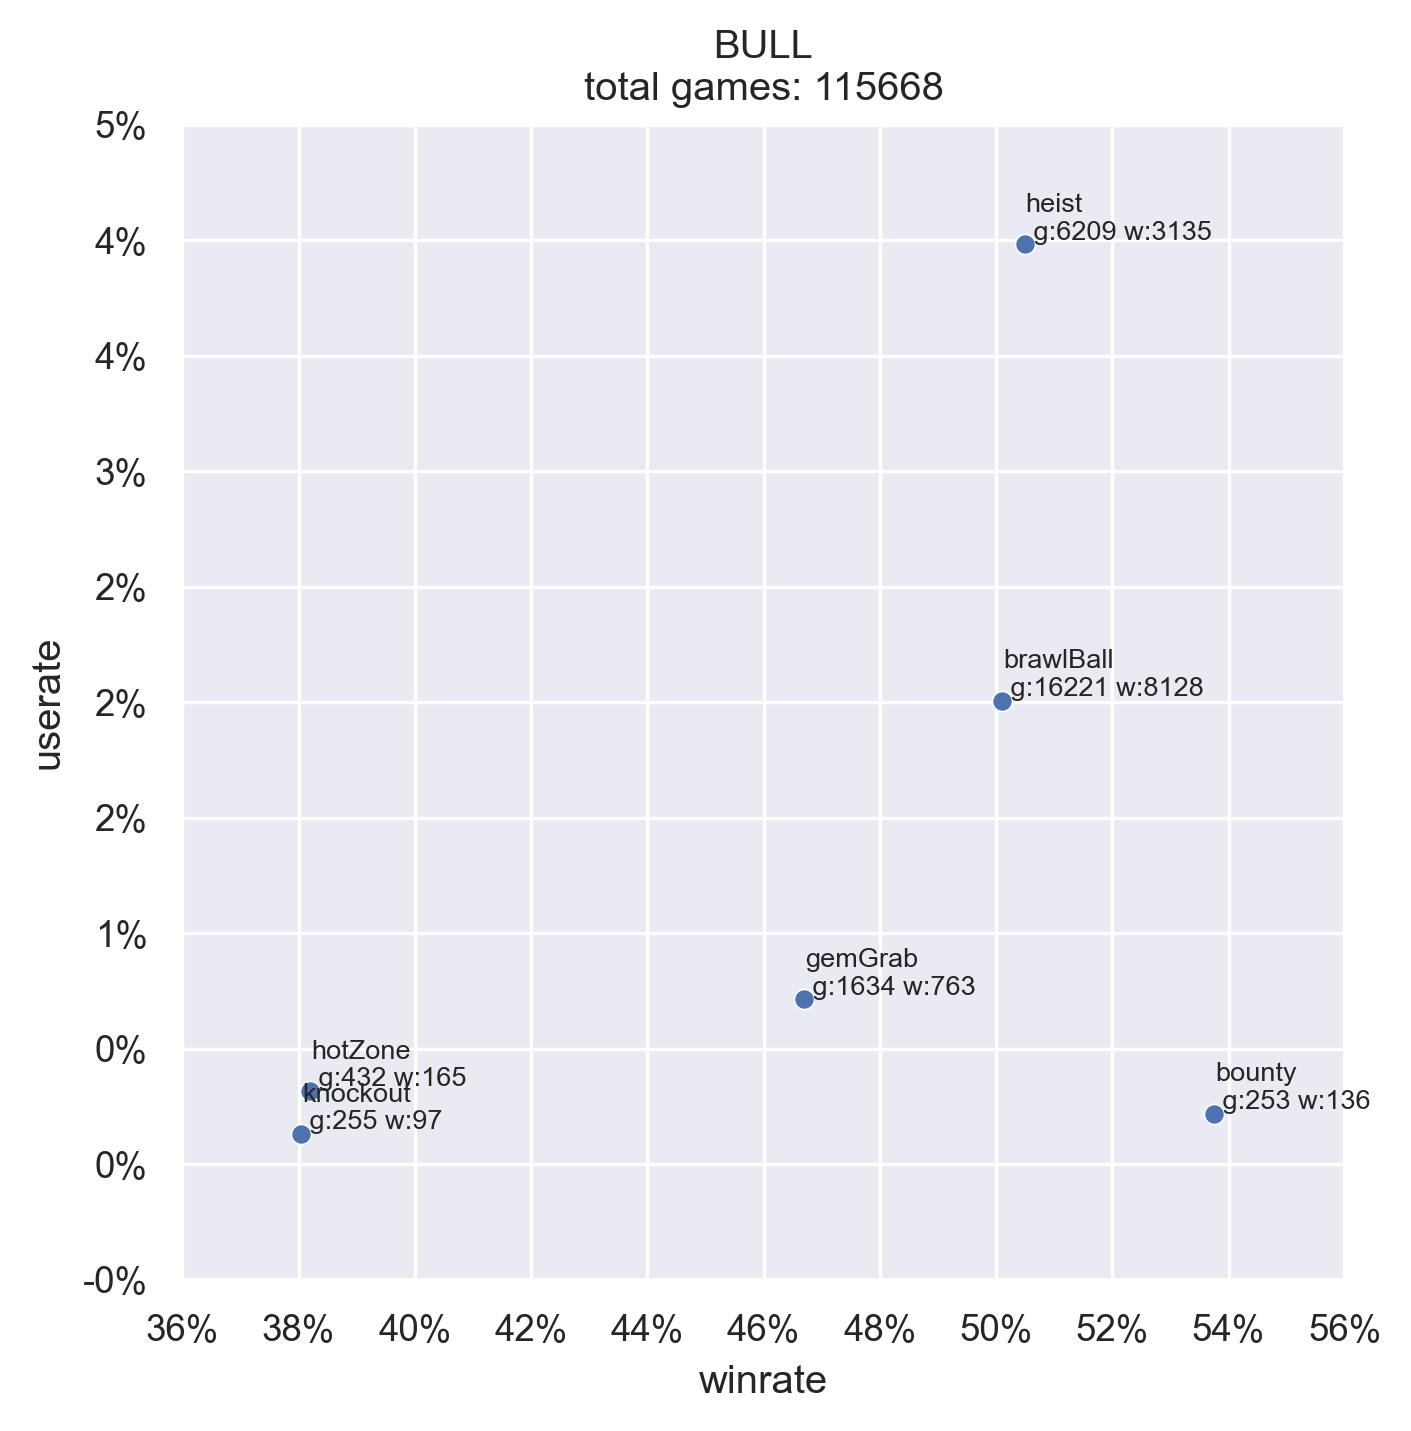 BULL
total games: 115668
5%
4%
4%
3%
2%
2%
2%
1%
0%
0%
-0%
userate
heist
g:6209 w:3135
brawlBall
g:16221 w:8128
gemGrab
g:1634 w:763
hotZone
g:432 w:165
knockout
g:255 w:97
bounty
g:253 w:136
36% 38% 40% 42% 44% 46% 48% 50% 52% 54% 56%
winrate